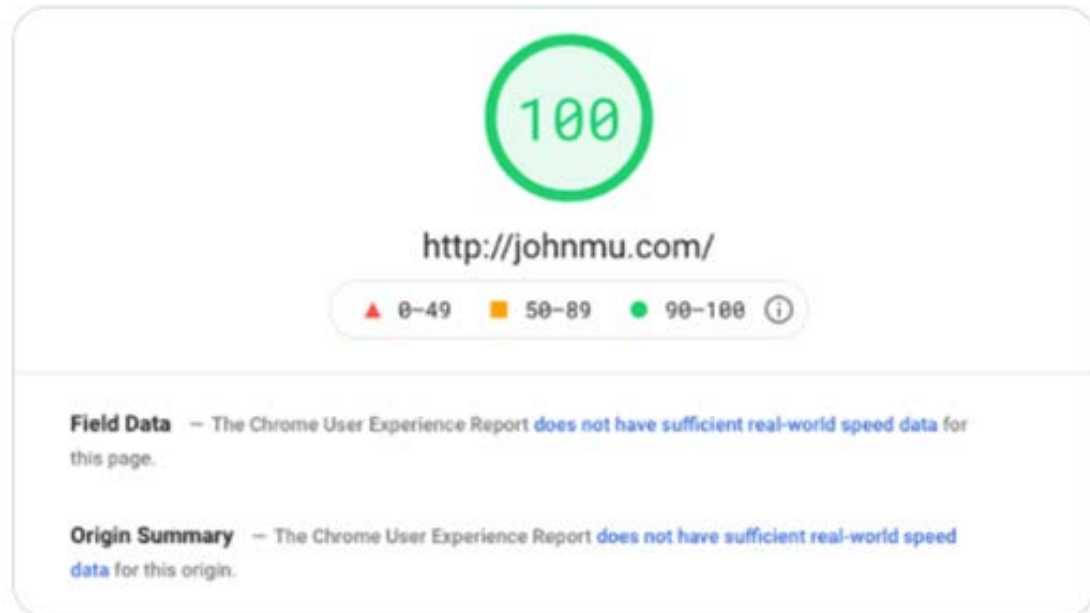 100
http://johnmu.com/
0–49 50–89 90–100
Field Data — The Chrome User Experience Report does not have sufficient real-world speed data for
this page.
Origin Summary — The Chrome User Experience Report does not have sufficient real-world speed
data for this origin.